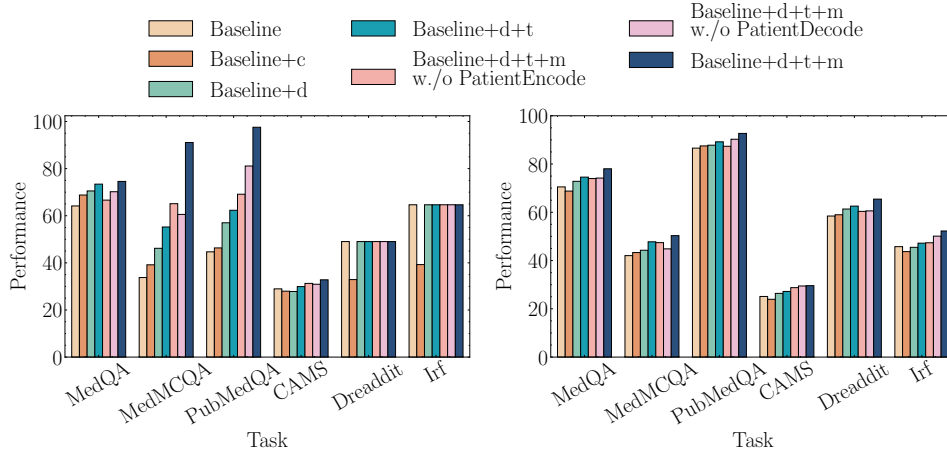 Baseline
Baseline+c
Baseline+d
Baseline+d+t
Baseline+d+t+m
w./o PatientEncode
Baseline+d+t+m
w./o PatientDecode
Baseline+d+t+m
100
80
60
40
20
0
Performance
MedQA
MedMCQA
PubMedQA
CAMS
Dreaddit
Irf
Task
100
80
60
40
20
0
Performance
MedQA
MedMCQA
PubMedQA
CAMS
Dreaddit
Irf
Task